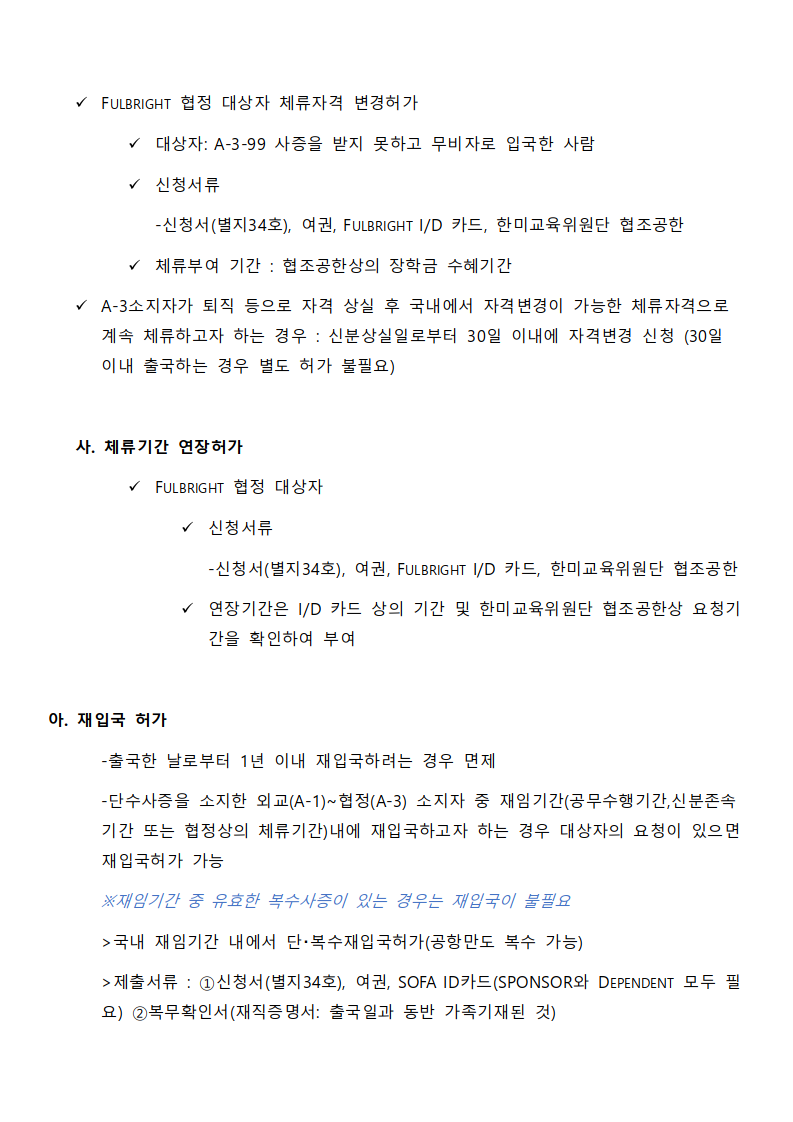 ✓ FULBRIGHT 협정 대상자 체류자격 변경허가
✓ 대상자: A-3-99 사증을 받지 못하고 무비자로 입국한 사람
✓ 신청서류
-신청서(별지34호), 여권, FULBRIGHT I/D 카드, 한미교육위원단 협조공한
✓ 체류부여 기간 : 협조공한상의 장학금 수혜기간
✓ A-3소지자가 퇴직 등으로 자격 상실 후 국내에서 자격변경이 가능한 체류자격으로
계속 체류하고자 하는 경우 : 신분상실일로부터 30일 이내에 자격변경 신청 (30일
이내 출국하는 경우 별도 허가 불필요)
사. 체류기간 연장허가
✓ FULBRIGHT 협정 대상자
✓ 신청서류
-신청서(별지34호), 여권, FULBRIGHT I/D 카드, 한미교육위원단 협조공한
✓ 연장기간은 I/D 카드 상의 기간 및 한미교육위원단 협조공한상 요청기
간을 확인하여 부여
아. 재입국 허가
-출국한 날로부터 1년 이내 재입국하려는 경우 면제
-단수사증을 소지한 외교(A-1)~협정(A-3) 소지자 중 재임기간(공무수행기간,신분존속
기간 또는 협정상의 체류기간)내에 재입국하고자 하는 경우 대상자의 요청이 있으면
재입국허가 가능
※재임기간 중 유효한 복수사증이 있는 경우는 재입국이 불필요
>국내 재임기간 내에서 단·복수재입국허가(공항만도 복수 가능)
>제출서류 : ①신청서(별지34호), 여권, SOFA ID카드(SPONSOR와 DEPENDENT 모두 필
요) ②복무확인서(재직증명서: 출국일과 동반 가족기재된 것)